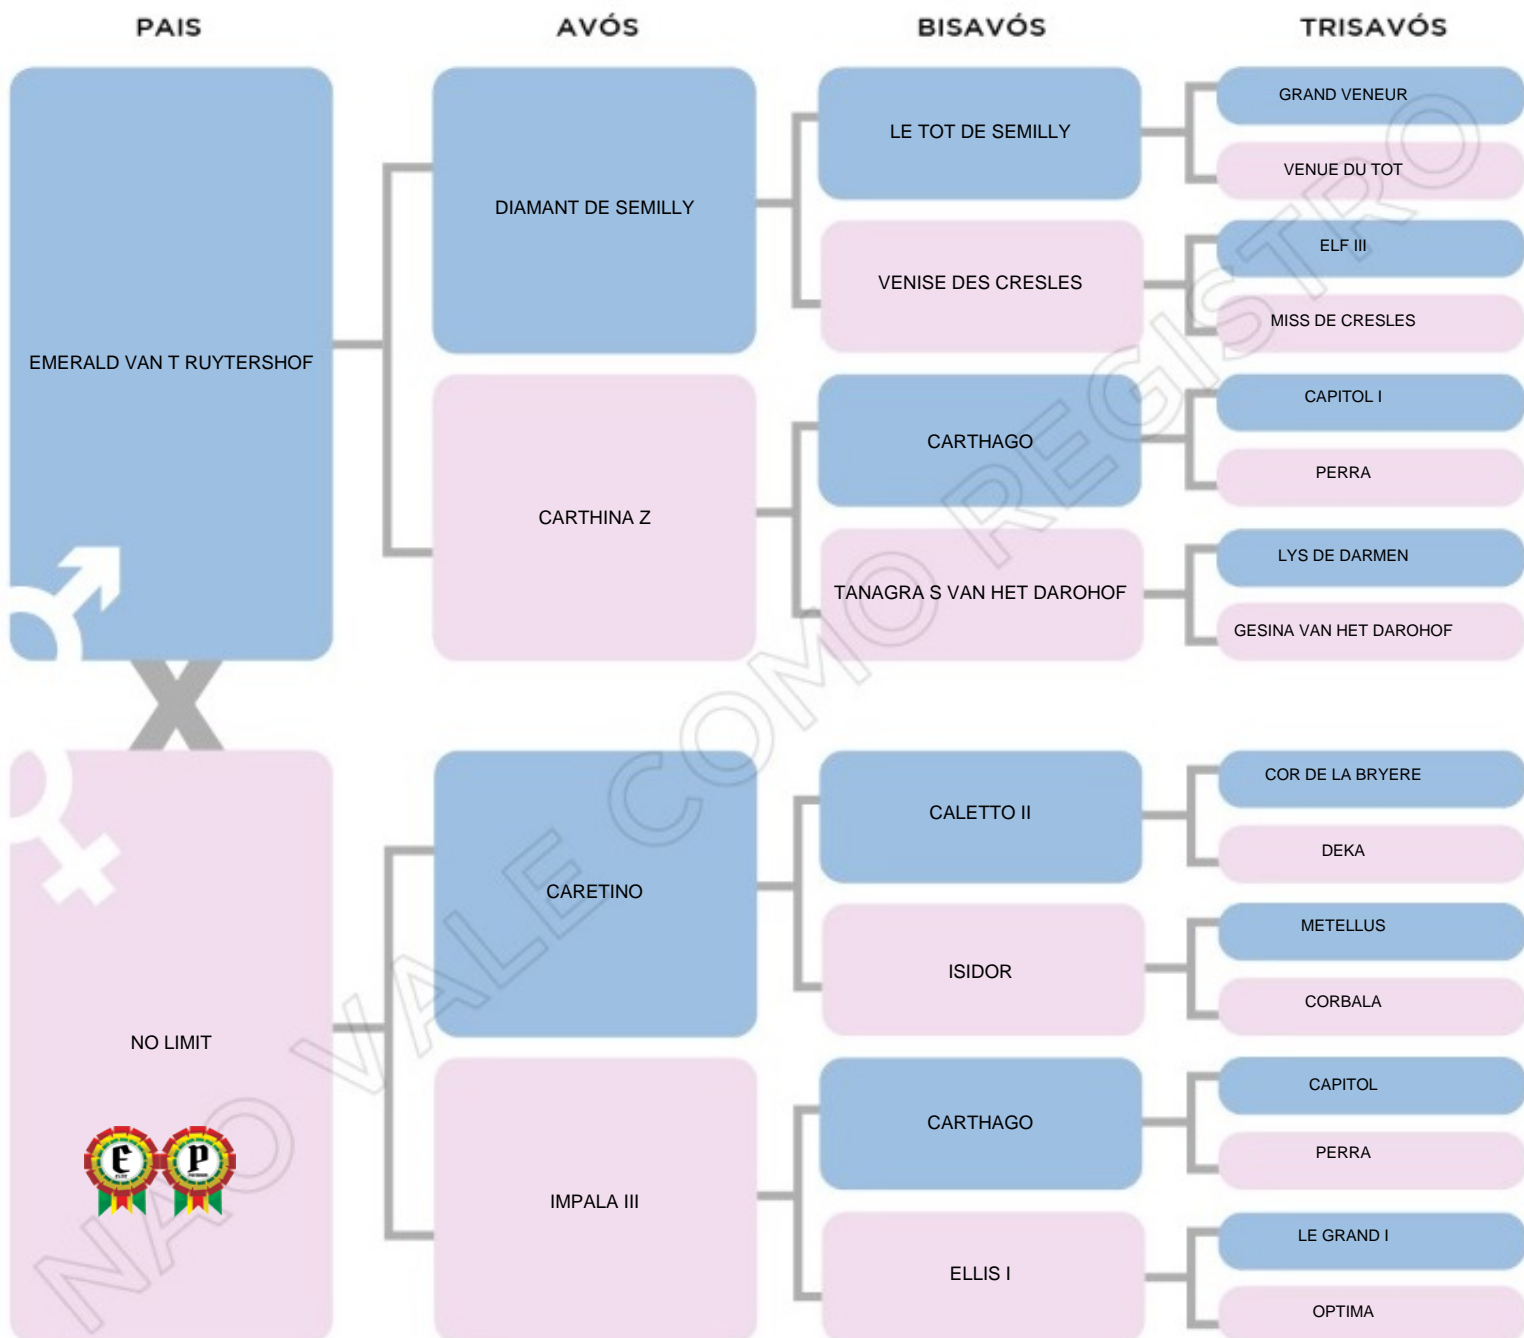 PAIS AVÓS BISAVÓS TRISAVÓS
GRAND VENEUR
LE TOT DE SEMILLY
VENUE DU TOT
DIAMANT DE SEMILLY
ELF III
VENISE DES CRESLES
MISS DE CRESLES
EMERALD VAN T RUYTERSHOF
CAPITOL I
CARTHAGO
PERRA
CARTHINA Z
LYS DE DARMEN
TANAGRA S VAN HET DAROHOF
GESINA VAN HET DAROHOF
X
COR DE LA BRYERE
CALETTO II
DEKA
CARETINO
METELLUS
ISIDOR
CORBALA
NO LIMIT
E P
CAPITOL
CARTHAGO
PERRA
IMPALA III
LE GRAND I
ELLIS I
OPTIMA
NAO VALE COMO REGISTRO